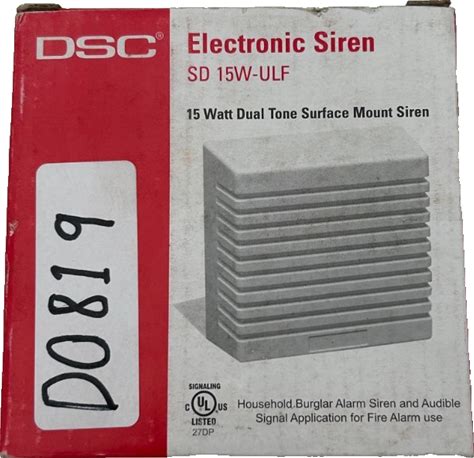 DSC®
Electronic Siren
SD 15W-ULF
15 Watt Dual Tone Surface Mount Siren
D0819
SIGNALING
C UL US
LISTED
27DP
Household Burglar Alarm Siren and Audible
Signal Application for Fire Alarm use